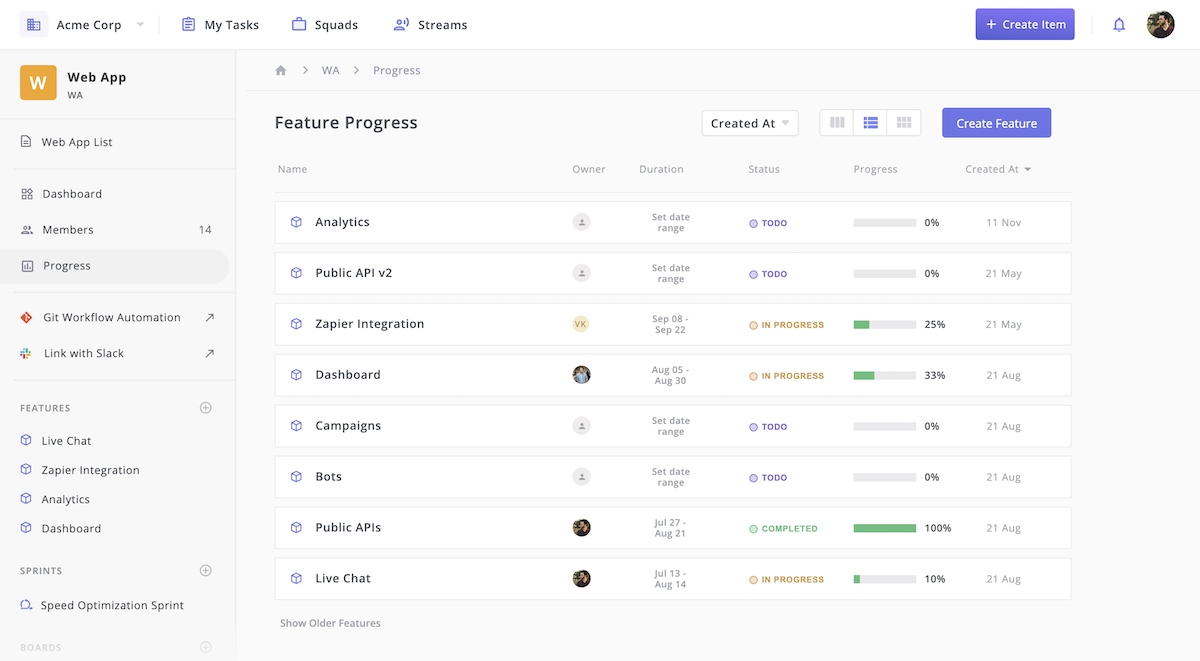 Acme Corp
My Tasks
Squads
Streams
+ Create Item
W
Web App
WA
Web App List
Dashboard
Members 14
Progress
Git Workflow Automation
Link with Slack
FEATURES
Live Chat
Zapier Integration
Analytics
Dashboard
SPRINTS
Speed Optimization Sprint
BOARDS
WA
Progress
Feature Progress
Created At
Create Feature
Name Owner Duration Status Progress Created At
Analytics
Set date
range
TODO
0%
11 Nov
Public API v2
Set date
range
TODO
0%
21 May
Zapier Integration
VK
Sep 08 -
Sep 22
IN PROGRESS
25%
21 May
Dashboard
Aug 05 -
Aug 30
IN PROGRESS
33%
21 Aug
Campaigns
Set date
range
TODO
0%
21 Aug
Bots
Set date
range
TODO
0%
21 Aug
Public APIs
Jul 27 -
Aug 21
COMPLETED
100%
21 Aug
Live Chat
Jul 13 -
Aug 14
IN PROGRESS
10%
21 Aug
Show Older Features